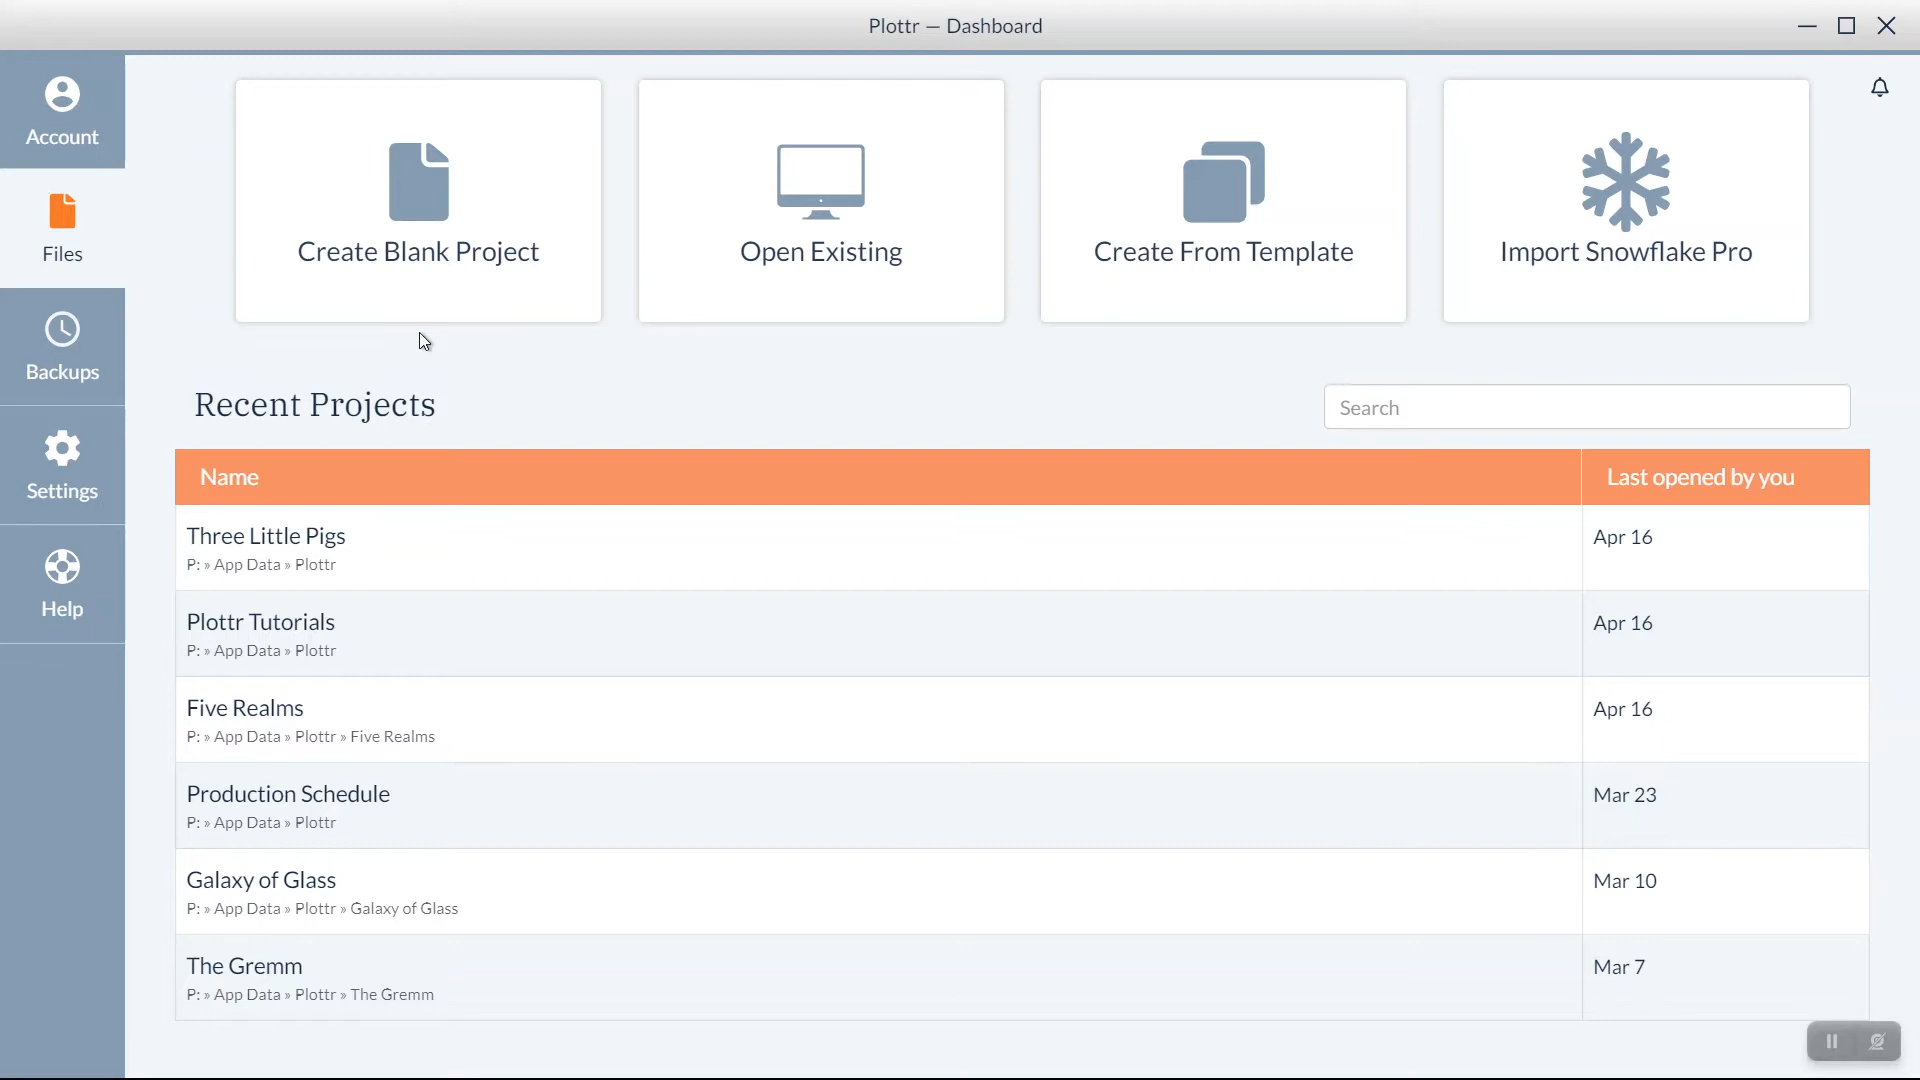 Plottr — Dashboard
Account
Files
Backups
Settings
Help
Create Blank Project
Open Existing
Create From Template
Import Snowflake Pro
Recent Projects
Search
Name
Last opened by you
Three Little Pigs
P: » App Data » Plottr
Apr 16
Plottr Tutorials
P: » App Data » Plottr
Apr 16
Five Realms
P: » App Data » Plottr » Five Realms
Apr 16
Production Schedule
P: » App Data » Plottr
Mar 23
Galaxy of Glass
P: » App Data » Plottr » Galaxy of Glass
Mar 10
The Gremm
P: » App Data » Plottr » The Gremm
Mar 7